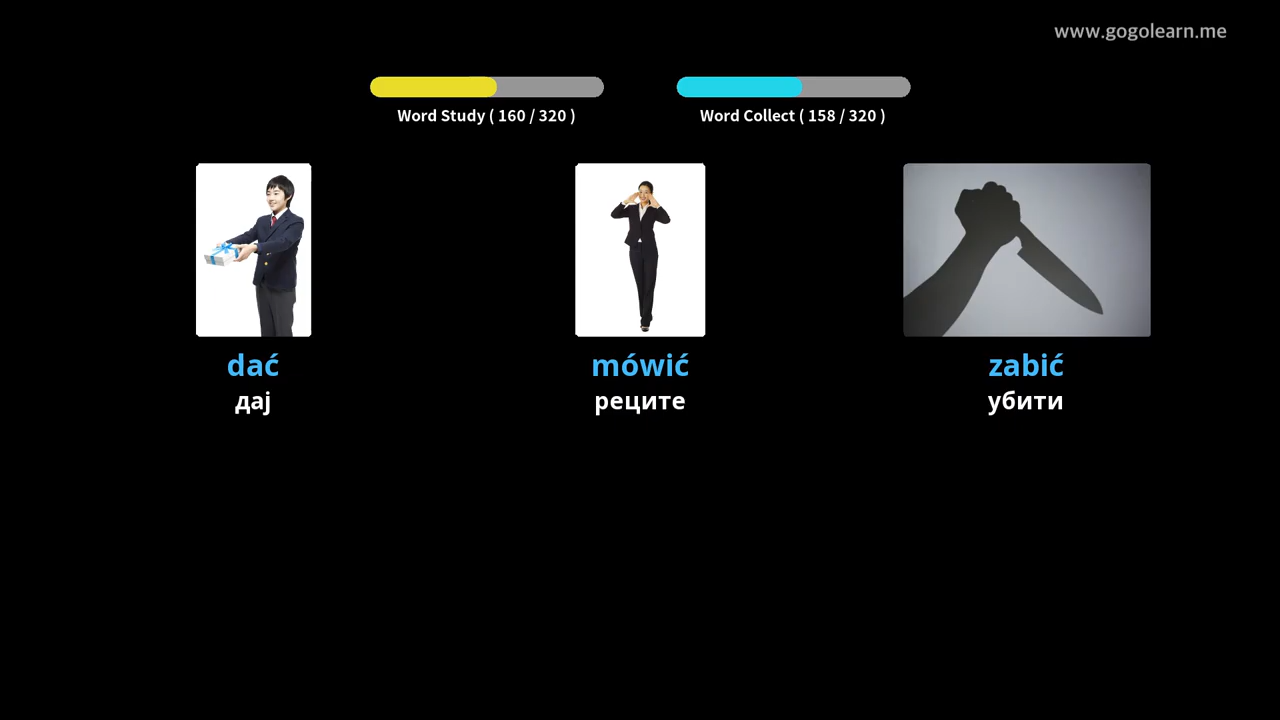 www.gogolearn.me
Word Study ( 160 / 320 )
Word Collect ( 158 / 320 )
dać
дај
mówić
реците
zabić
убити